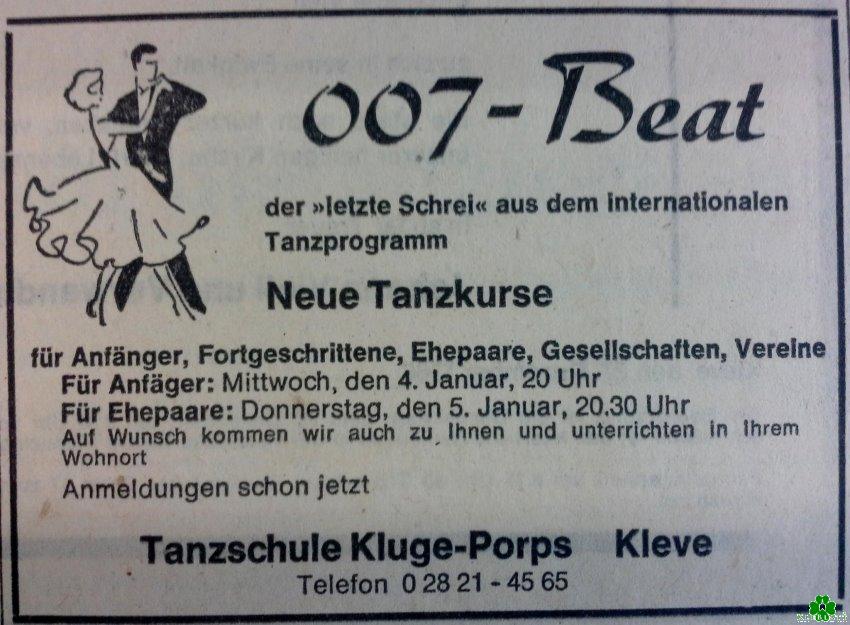 007-Beat
der »letzte Schrei« aus dem internationalen
Tanzprogramm
Neue Tanzkurse
für Anfänger, Fortgeschrittene, Ehepaare, Gesellschaften, Vereine
Für Anfäger: Mittwoch, den 4. Januar, 20 Uhr
Für Ehepaare: Donnerstag, den 5. Januar, 20.30 Uhr
Auf Wunsch kommen wir auch zu Ihnen und unterrichten in Ihrem
Wohnort
Anmeldungen schon jetzt
Tanzschule Kluge-Porps Kleve
Telefon 0 28 21 - 45 65